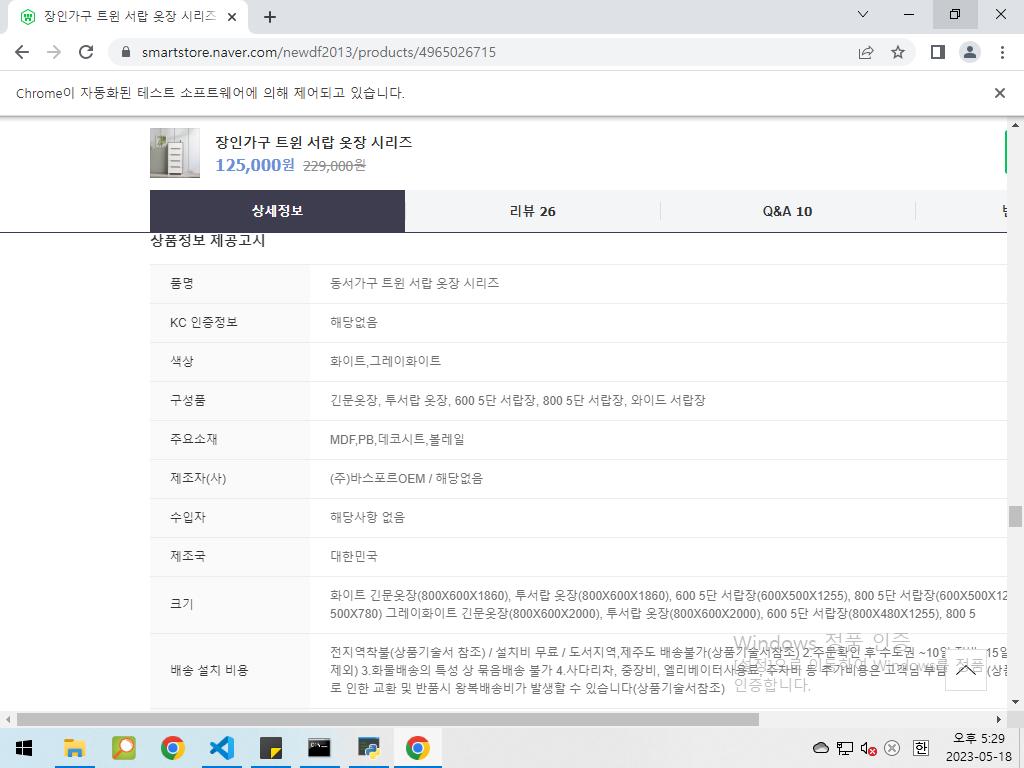 장인가구 트윈 서랍 옷장 시리즈
smartstore.naver.com/newdf2013/products/4965026715
Chrome이 자동화된 테스트 소프트웨어에 의해 제어되고 있습니다.
장인가구 트윈 서랍 옷장 시리즈
125,000원 229,000원
상세정보 리뷰 26 Q&A 10
상품정보 제공고시
품명 동서가구 트윈 서랍 옷장 시리즈
KC 인증정보 해당없음
색상 화이트,그레이화이트
구성품 긴문옷장, 투서랍 옷장, 600 5단 서랍장, 800 5단 서랍장, 와이드 서랍장
주요소재 MDF,PB,데코시트,볼레일
제조자(사) (주)바스포르OEM / 해당없음
수입자 해당사항 없음
제조국 대한민국
크기 화이트 긴문옷장(800X600X1860), 투서랍 옷장(800X600X1860), 600 5단 서랍장(600X500X1255), 800 5단 서랍장(600X500X12
500X780) 그레이화이트 긴문옷장(800X600X2000), 투서랍 옷장(800X600X2000), 600 5단 서랍장(800X480X1255), 800 5
배송 설치 비용 전지역착불(상품기술서 참조) / 설치비 무료 / 도서지역,제주도 배송불가(상품기술서참조) 2.주문확인 후 수도권 ~10일 15일
제외) 3.화물배송의 특성 상 묶음배송 불가 4.사다리차, 중장비, 엘리베이터사용료, 주차비 등 추가비용은 고객님 부담
로 인한 교환 및 반품시 왕복배송비가 발생할 수 있습니다(상품기술서참조)
Windows 정품 인증
[설정]으로 이동하여 Windows를 정품
인증합니다.
한
오후 5:29
2023-05-18